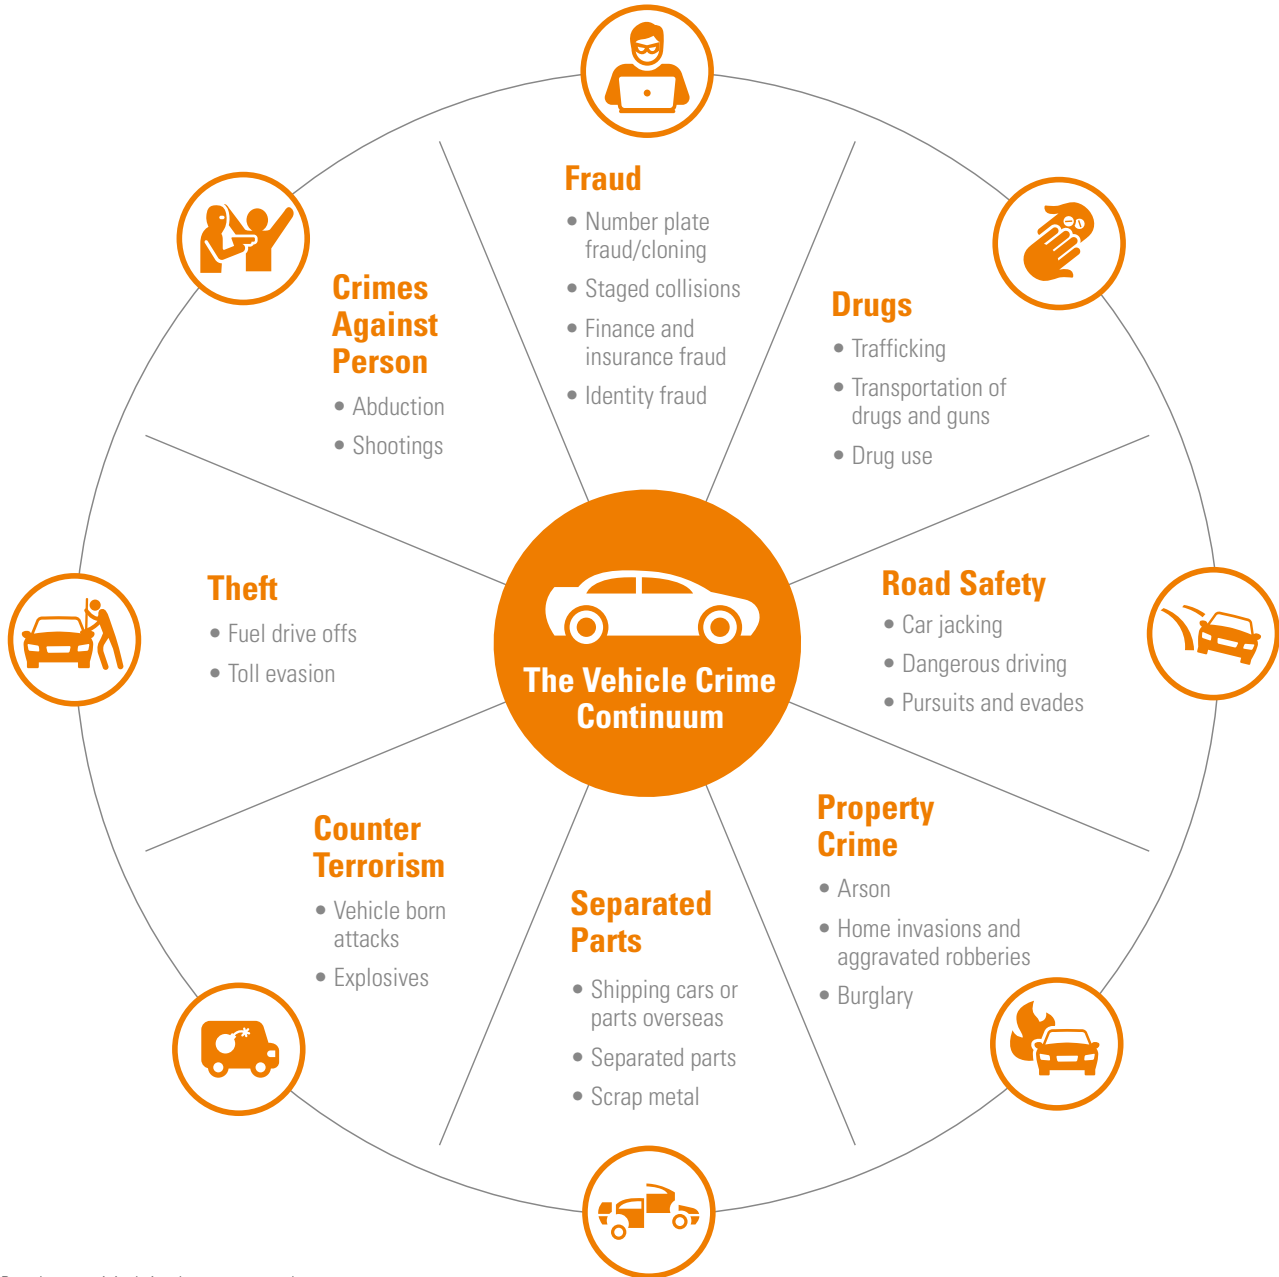 Fraud
• Number plate
fraud/cloning
• Staged collisions
• Finance and
insurance fraud
• Identity fraud
Drugs
• Trafficking
• Transportation of
drugs and guns
• Drug use
Road Safety
• Car jacking
• Dangerous driving
• Pursuits and evades
Property
Crime
• Arson
• Home invasions and
aggravated robberies
• Burglary
Separated
Parts
• Shipping cars or
parts overseas
• Separated parts
• Scrap metal
Counter
Terrorism
• Vehicle born
attacks
• Explosives
Theft
• Fuel drive offs
• Toll evasion
Crimes
Against
Person
• Abduction
• Shootings
The Vehicle Crime
Continuum